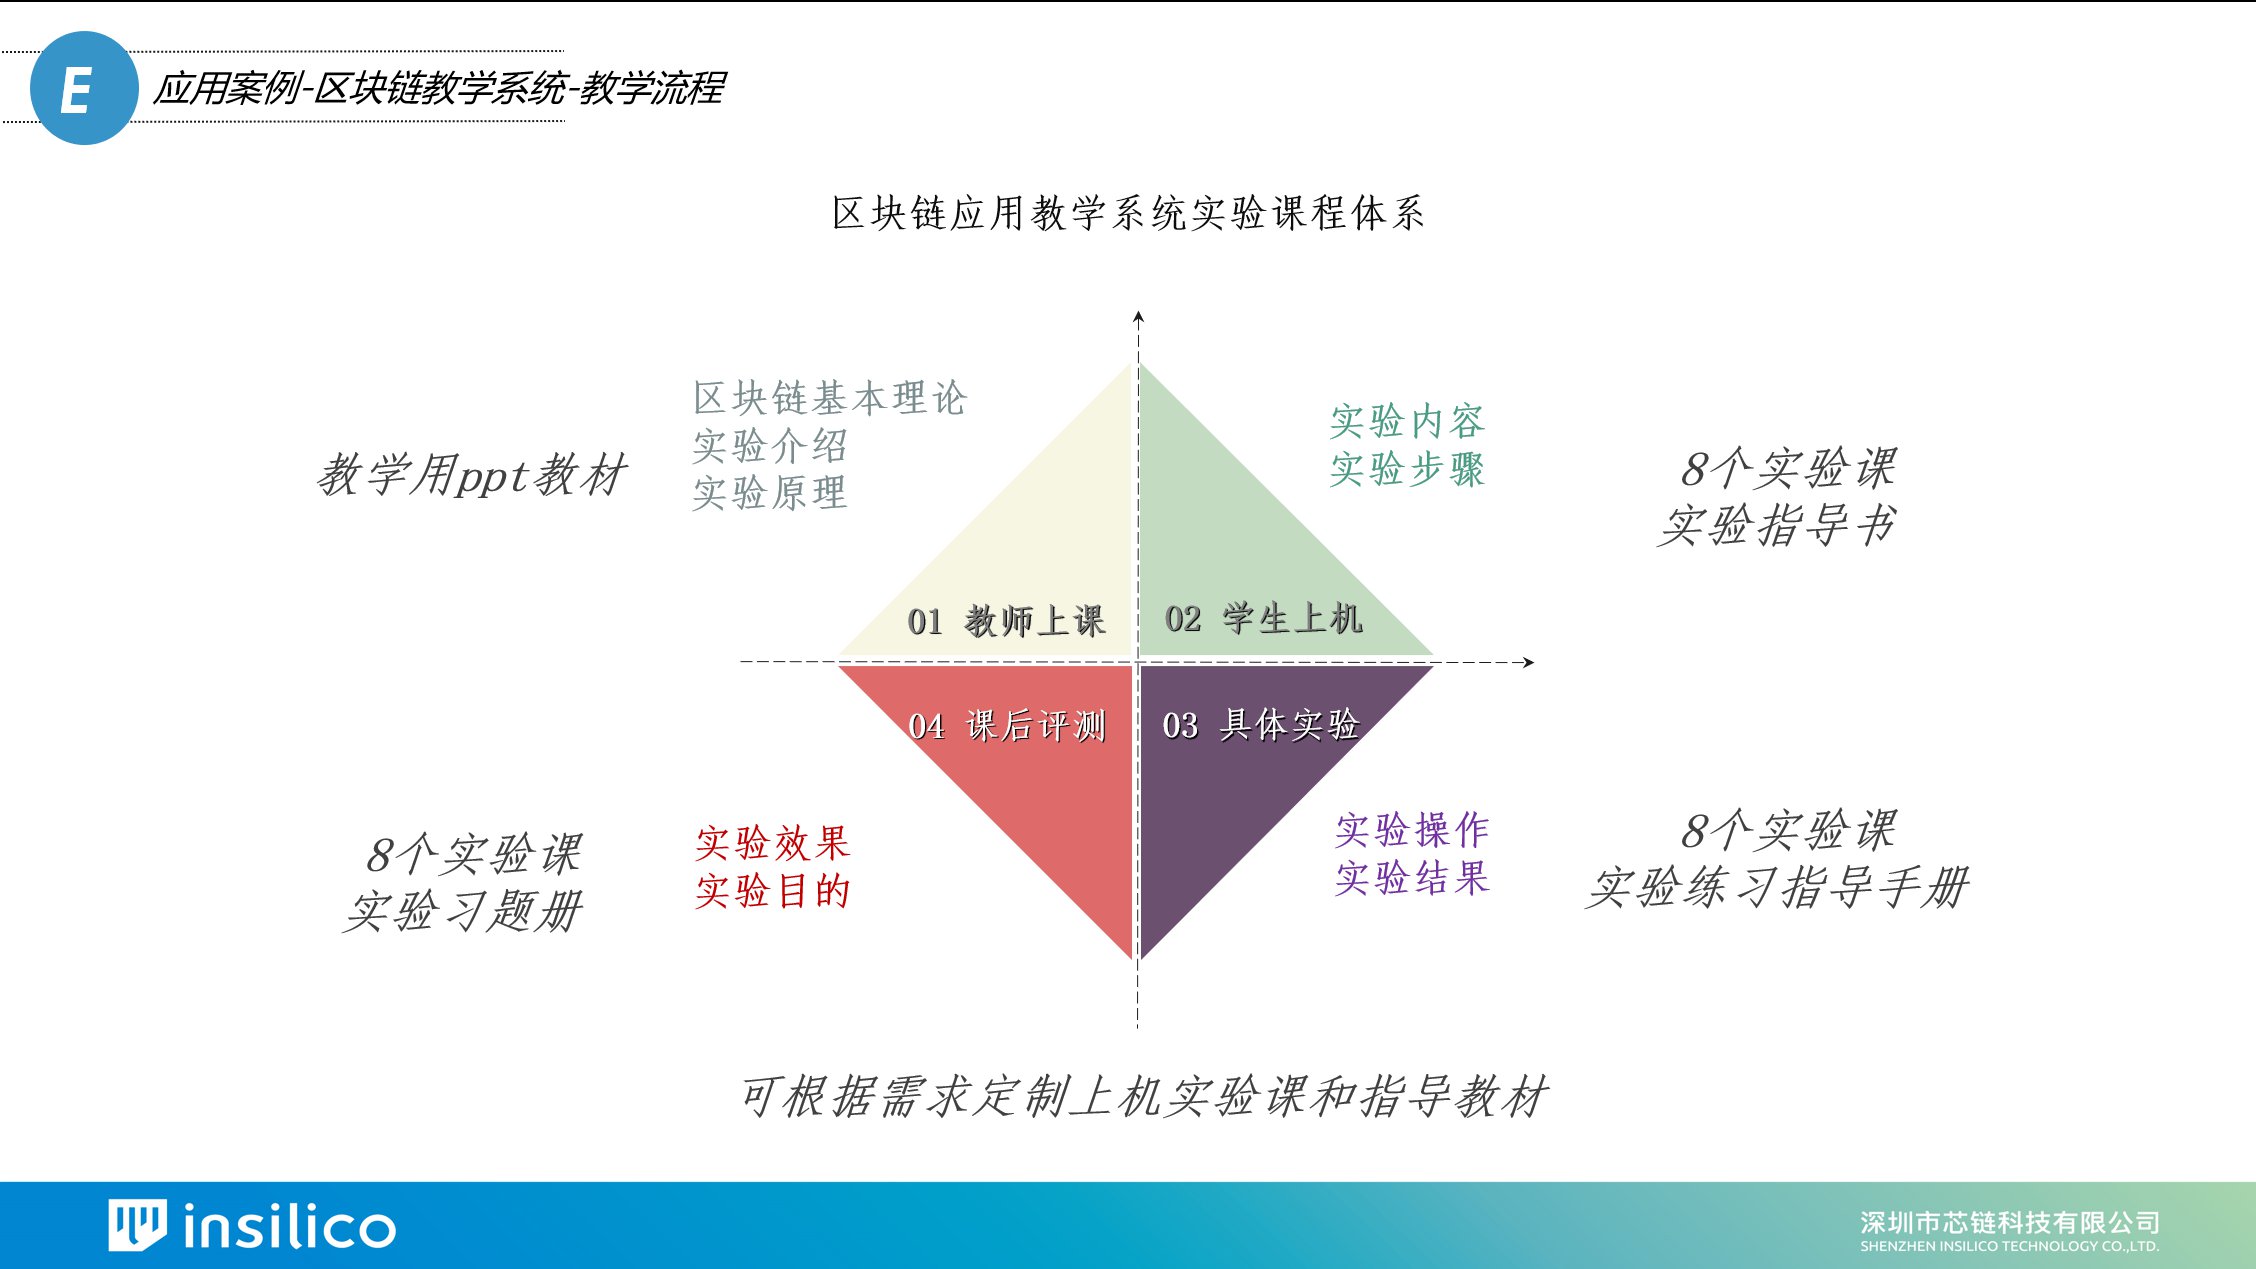 E
应用案例-区块链教学系统-教学流程
区块链应用教学系统实验课程体系
教学用ppt教材
区块链基本理论
实验介绍
实验原理
01 教师上课
02 学生上机
实验内容
实验步骤
8个实验课
实验指导书
8个实验课
实验习题册
实验效果
实验目的
04 课后评测
03 具体实验
实验操作
实验结果
8个实验课
实验练习指导手册
可根据需求定制上机实验课和指导教材
insilico
深圳市芯链科技有限公司
SHENZHEN INSILICO TECHNOLOGY CO.,LTD.